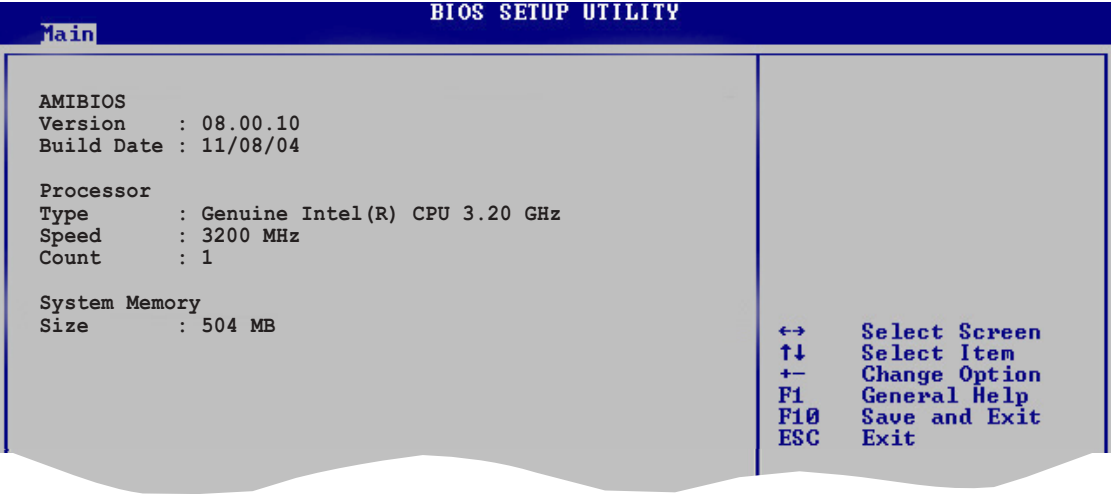 BIOS SETUP UTILITY
Main
AMIBIOS
Version : 08.00.10
Build Date : 11/08/04
Processor
Type : Genuine Intel(R) CPU 3.20 GHz
Speed : 3200 MHz
Count : 1
System Memory
Size : 504 MB
←→ Select Screen
↑↓ Select Item
+- Change Option
F1 General Help
F10 Save and Exit
ESC Exit